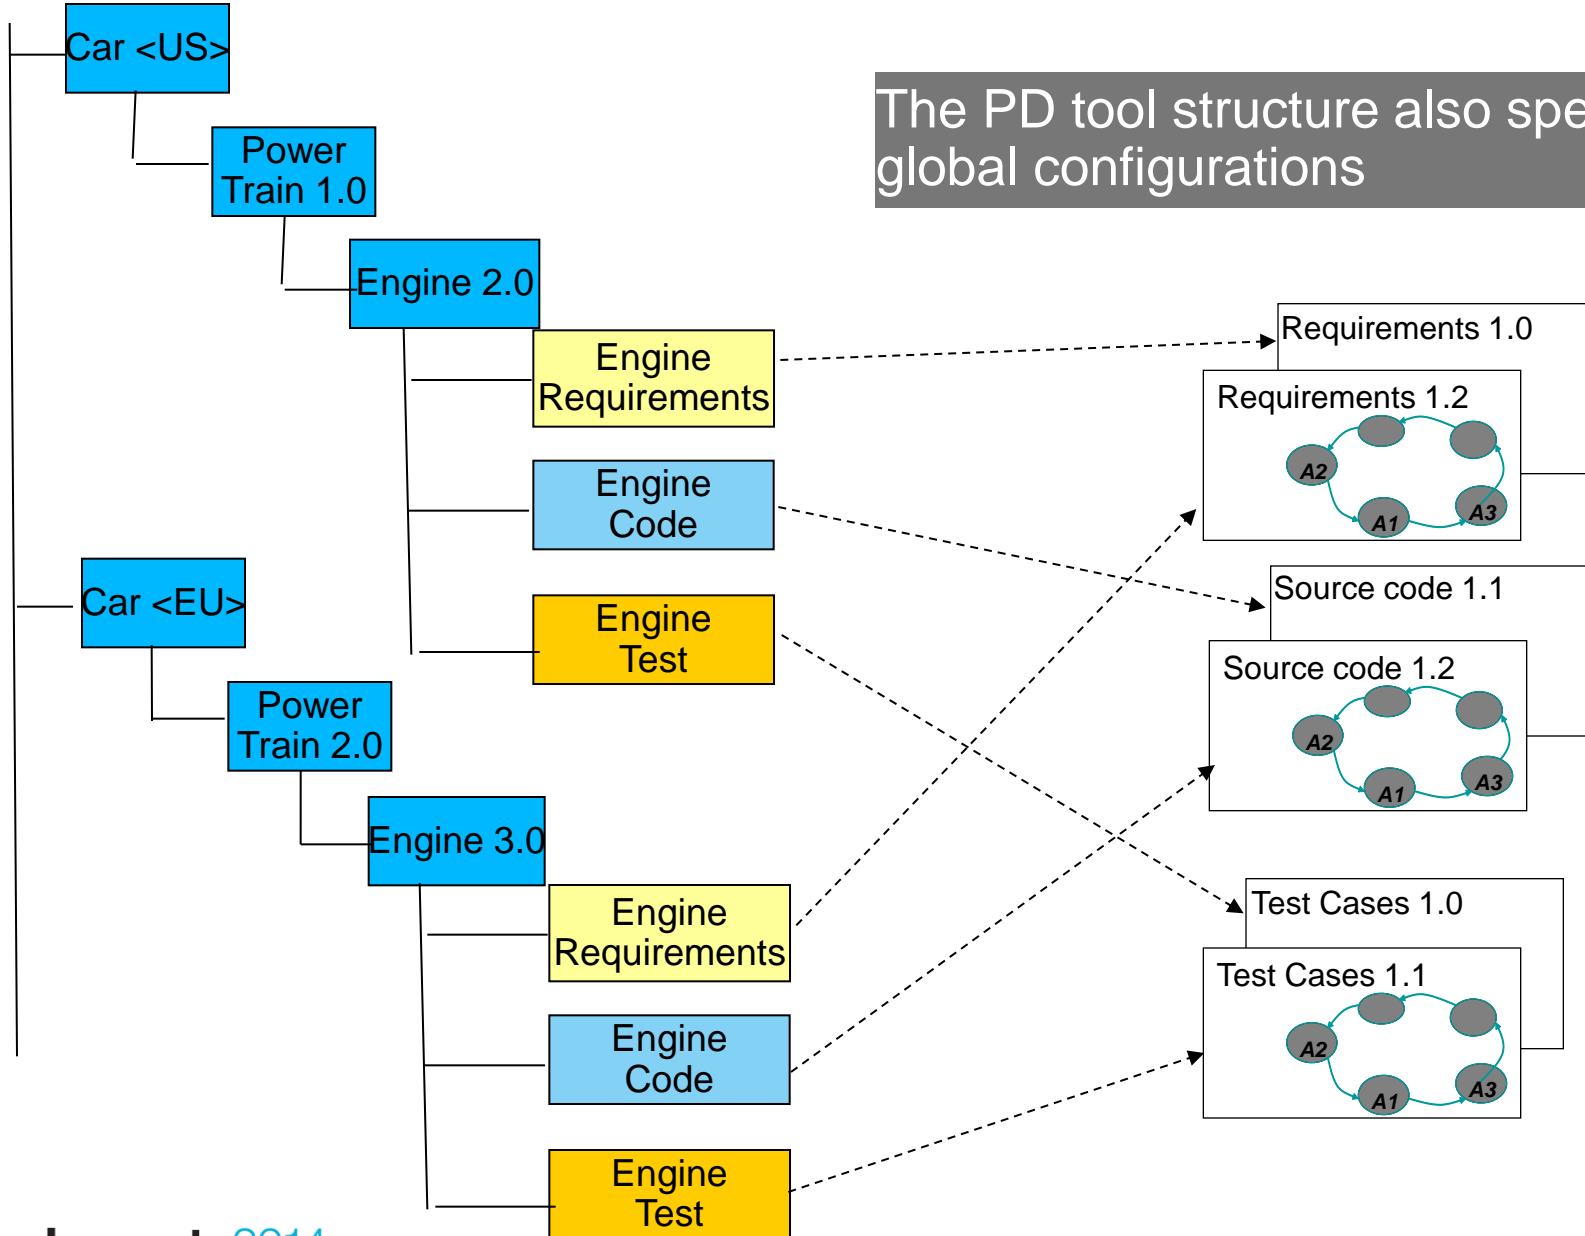 Car <US>
The PD tool structure also spe
global configurations
Power
Train 1.0
Engine 2.0
Engine
Requirements
Engine
Code
Engine
Test
Car <EU>
Power
Train 2.0
Engine 3.0
Engine
Requirements
Engine
Code
Engine
Test
Requirements 1.0
Requirements 1.2
A2
A1
A3
Source code 1.1
Source code 1.2
A2
A1
A3
Test Cases 1.0
Test Cases 1.1
A2
A1
A3